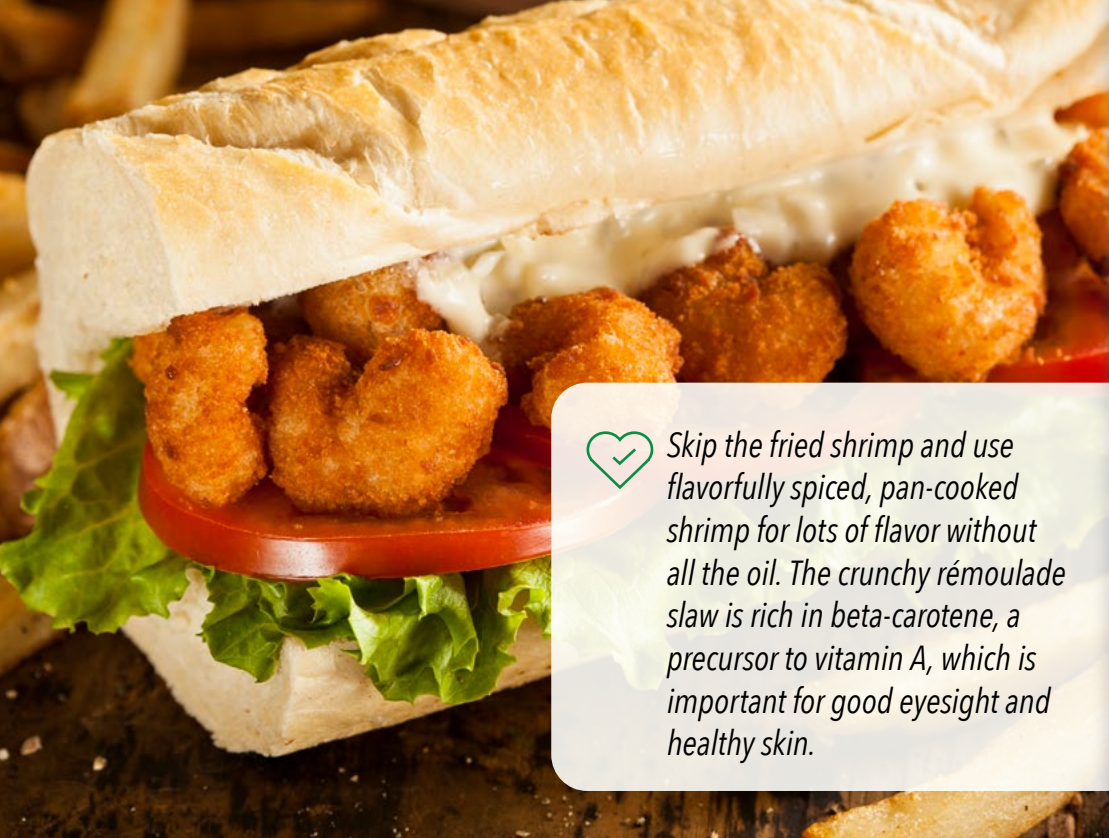 Skip the fried shrimp and use
flavorfully spiced, pan-cooked
shrimp for lots of flavor without
all the oil. The crunchy rémoulade
slaw is rich in beta-carotene, a
precursor to vitamin A, which is
important for good eyesight and
healthy skin.